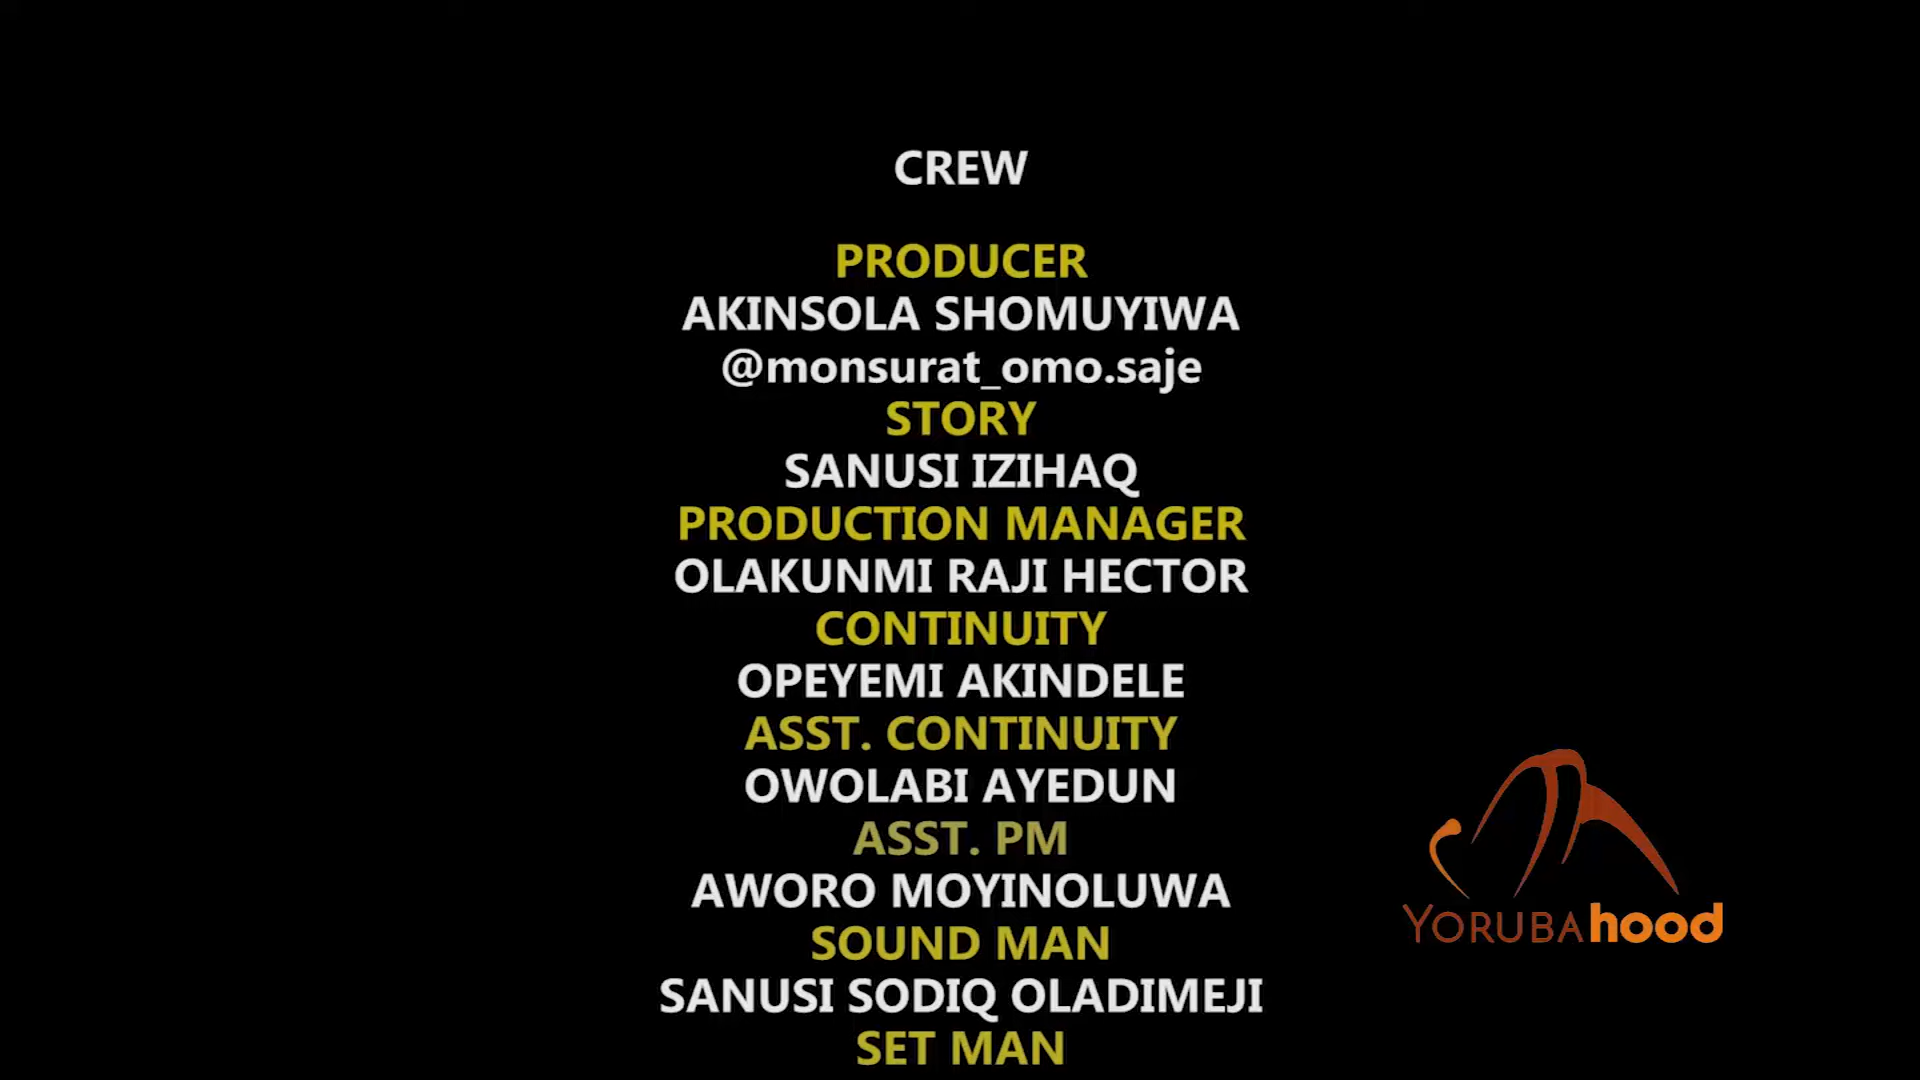 CREW
PRODUCER
AKINSOLA SHOMUYIWA
@monsurat_omo.saje
STORY
SANUSI IZIHAQ
PRODUCTION MANAGER
OLAKUNMI RAJI HECTOR
CONTINUITY
OPEYEMI AKINDELE
ASST. CONTINUITY
OWOLABI AYEDUN
ASST. PM
AWORO MOYINOLUWA
SOUND MAN
SANUSI SODIQ OLADIMEJI
SET MAN
YORUBAhood